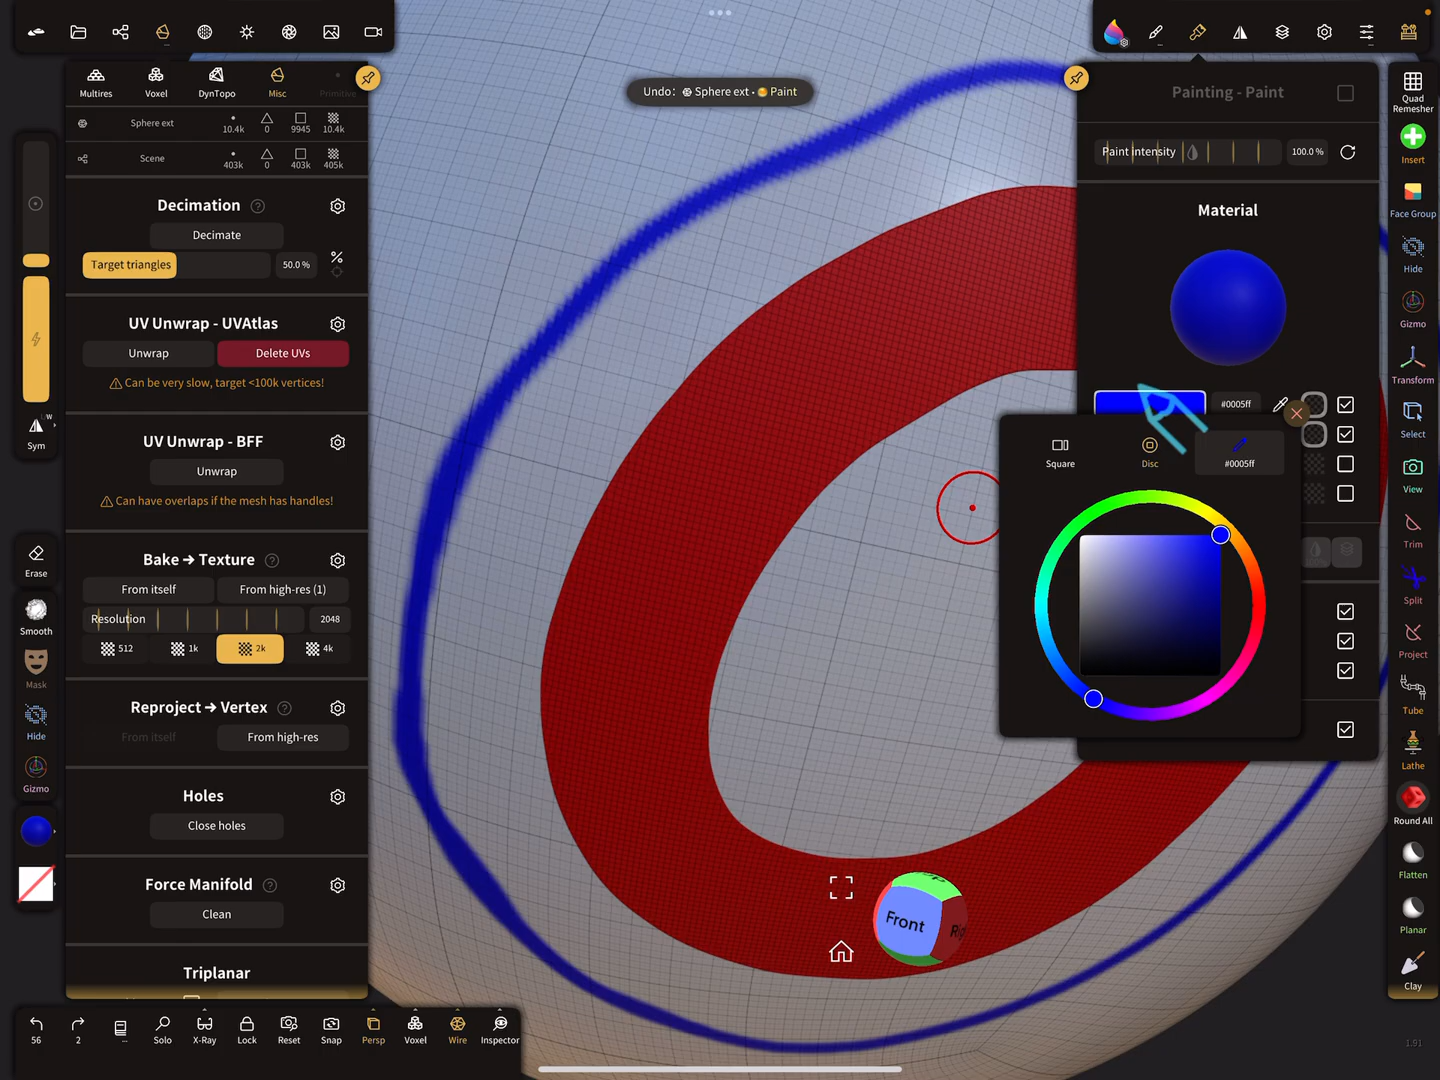 Undo: Sphere ext • Paint
Multires
Voxel
DynTopo
Misc
Primitive
Sphere ext
10.4k
0
9945
10.4k
Scene
403k
0
403k
405k
Decimation
Decimate
Target triangles
50.0 %
UV Unwrap - UVAtlas
Unwrap
Delete UVs
Can be very slow, target <100k vertices!
UV Unwrap - BFF
Unwrap
Can have overlaps if the mesh has handles!
Bake → Texture
From itself
From high-res (1)
Resolution
2048
512
1k
2k
4k
Reproject → Vertex
From itself
From high-res
Holes
Close holes
Force Manifold
Clean
Triplanar
W
Sym
Erase
Smooth
Mask
Hide
Gizmo
Painting - Paint
Paint intensity
100.0 %
Material
#0005ff
Square
Disc
#0005ff
Quad
Remesher
Insert
Face Group
Hide
Gizmo
Transform
Select
View
Trim
Split
Project
Tube
Lathe
Round All
Flatten
Planar
Clay
Front
56
2
...
Solo
X-Ray
Lock
Reset
Snap
Persp
Voxel
Wire
Inspector
1.91